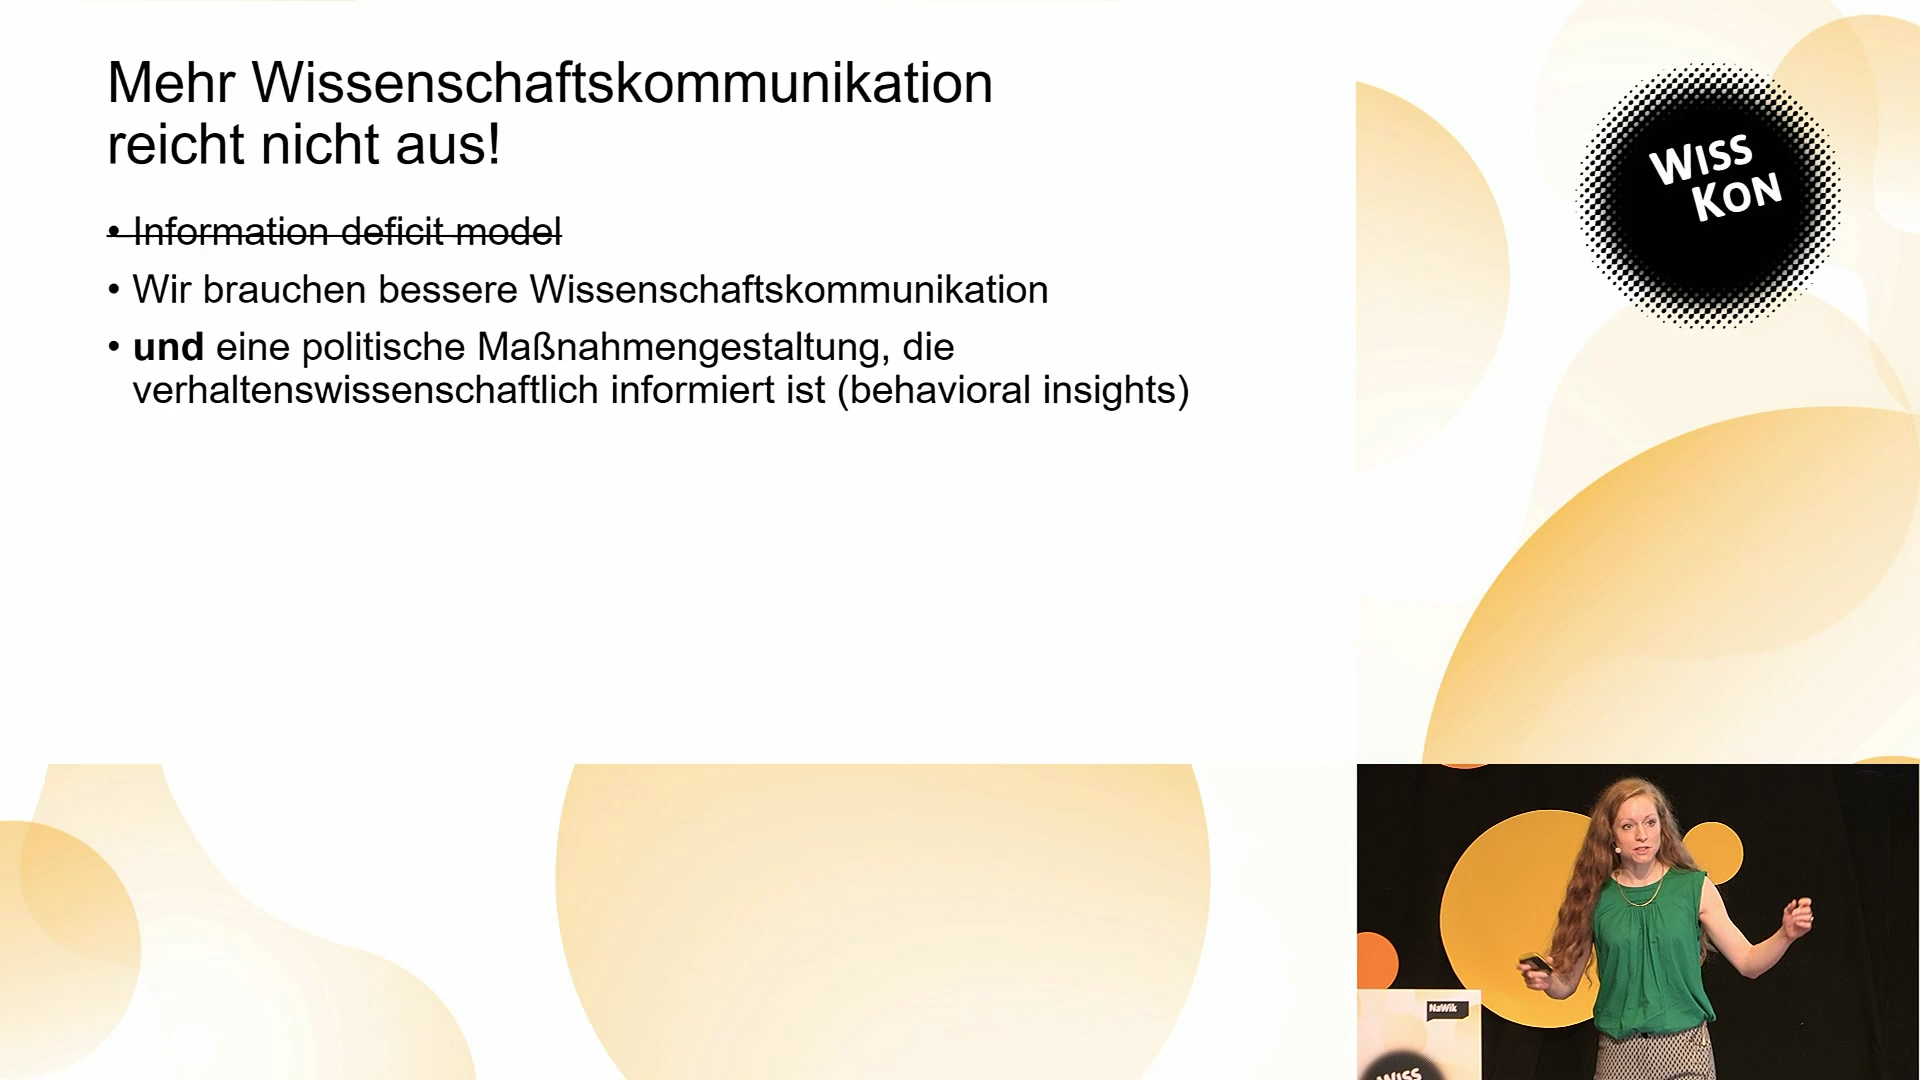 Mehr Wissenschaftskommunikation
reicht nicht aus!
• Information deficit model
• Wir brauchen bessere Wissenschaftskommunikation
• und eine politische Maßnahmengestaltung, die
verhaltenswissenschaftlich informiert ist (behavioral insights)
WISS
KON
NaWik
WISS